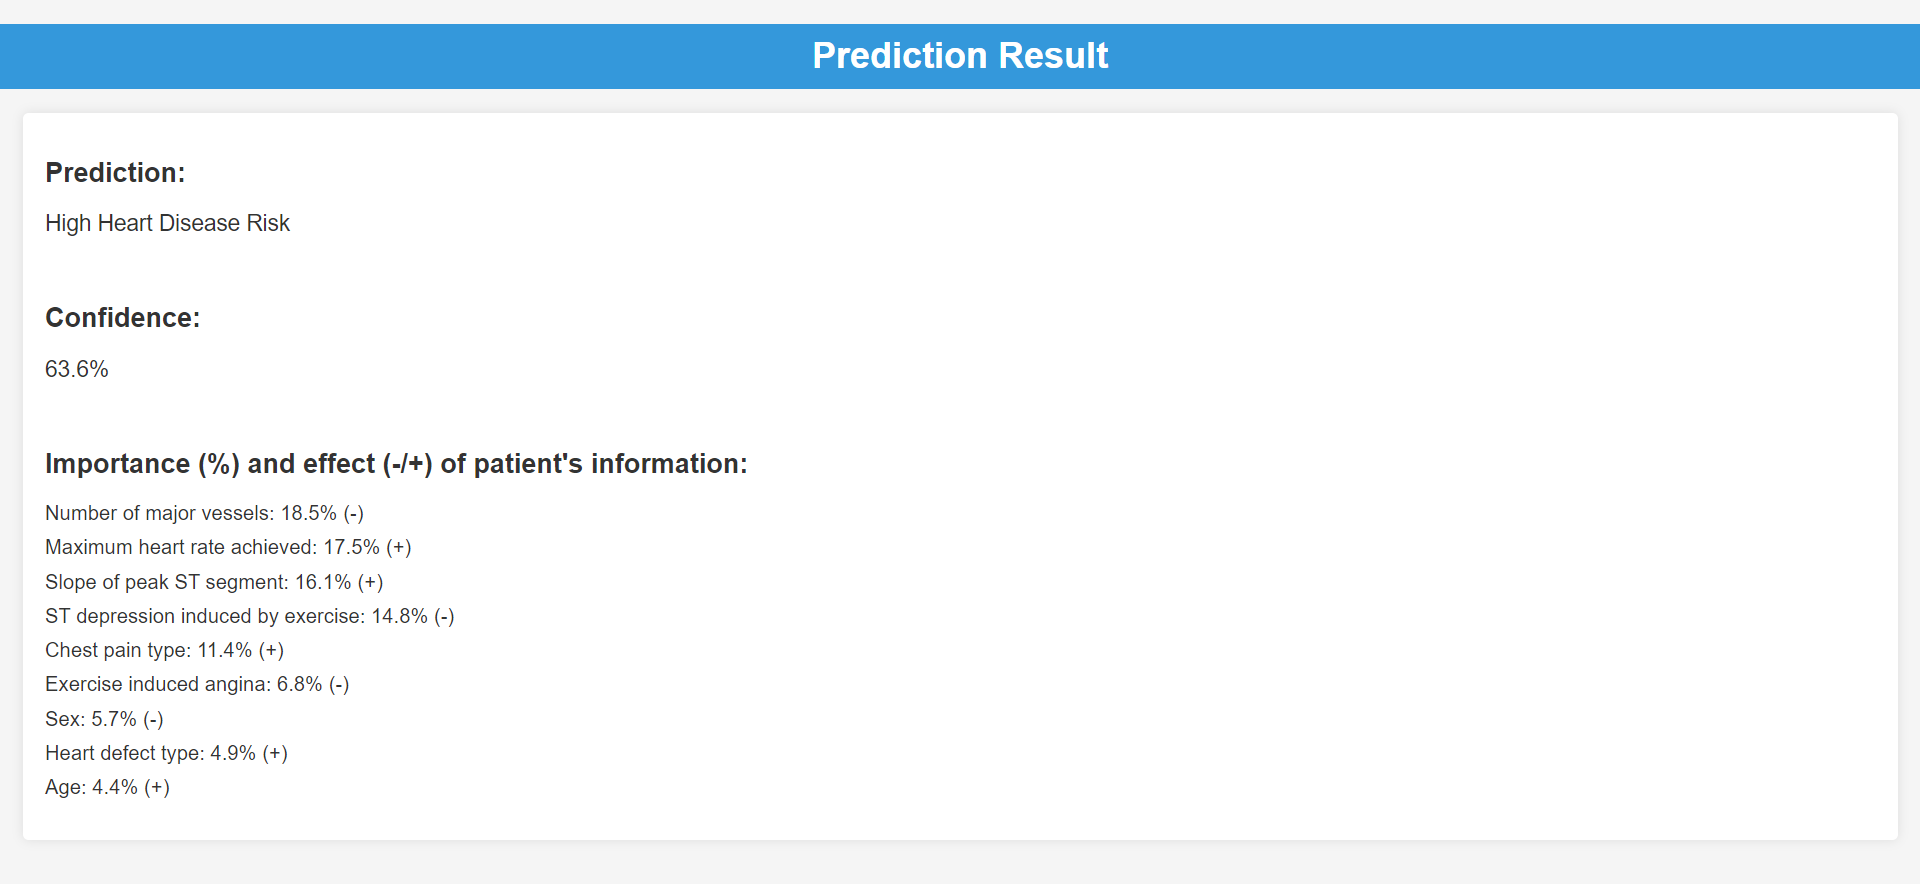 Prediction Result
Prediction:
High Heart Disease Risk
Confidence:
63.6%
Importance (%) and effect (-/+) of patient's information:
Number of major vessels: 18.5% (-)
Maximum heart rate achieved: 17.5% (+)
Slope of peak ST segment: 16.1% (+)
ST depression induced by exercise: 14.8% (-)
Chest pain type: 11.4% (+)
Exercise induced angina: 6.8% (-)
Sex: 5.7% (-)
Heart defect type: 4.9% (+)
Age: 4.4% (+)